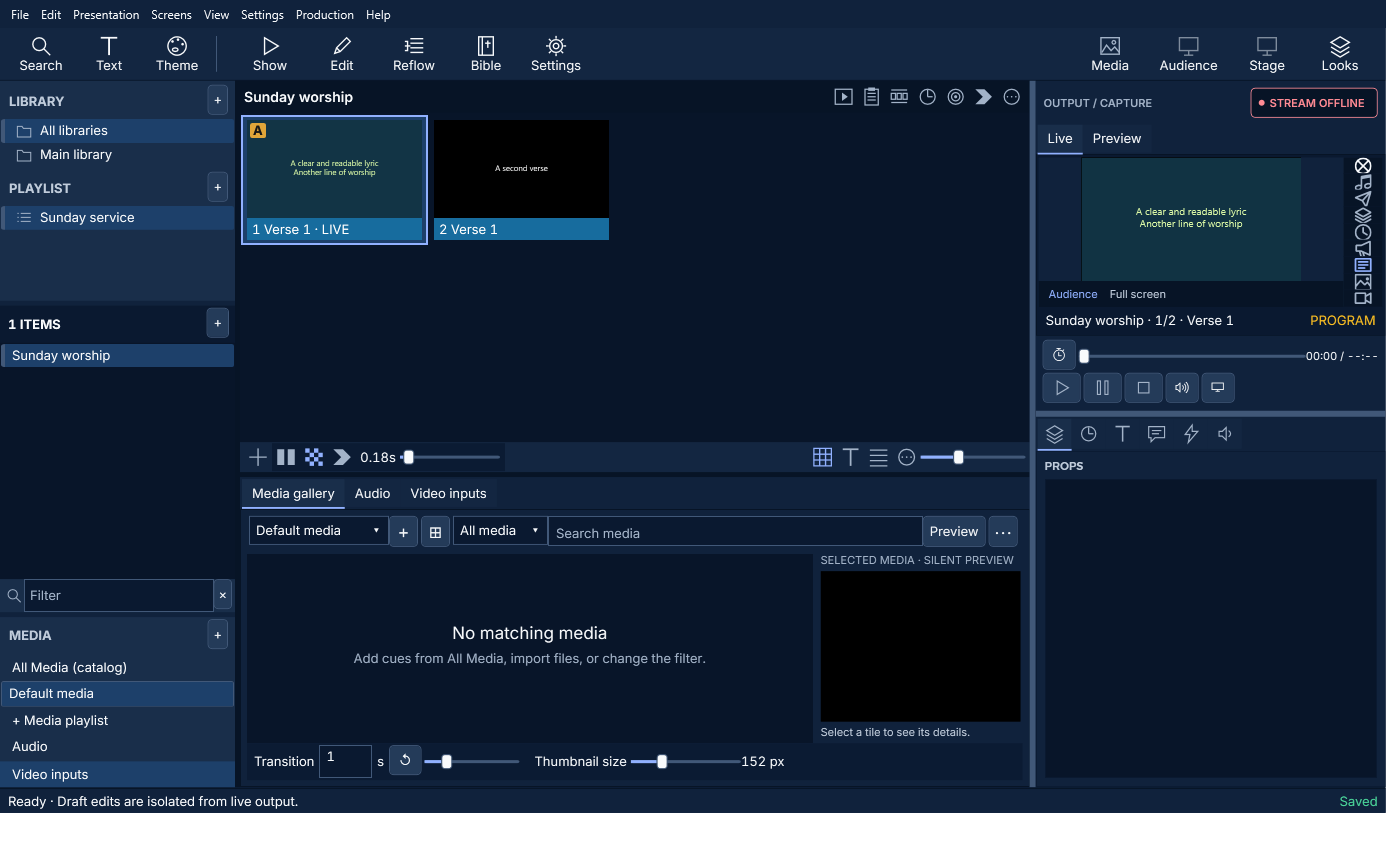 File Edit Presentation Screens View Settings Production Help
Search Text Theme Show Edit Reflow Bible Settings Media Audience Stage Looks
LIBRARY +
All libraries
Main library
PLAYLIST +
Sunday service
1 ITEMS +
Sunday worship
Filter ×
MEDIA +
All Media (catalog)
Default media
+ Media playlist
Audio
Video inputs
Sunday worship
A
A clear and readable lyric
Another line of worship
1 Verse 1 · LIVE
A second verse
2 Verse 1
0.18s
Media gallery Audio Video inputs
Default media ▾ + All media ▾ Search media Preview ...
No matching media
Add cues from All Media, import files, or change the filter.
SELECTED MEDIA · SILENT PREVIEW
Select a tile to see its details.
Transition 1 s Thumbnail size 152 px
OUTPUT / CAPTURE • STREAM OFFLINE
Live Preview
A clear and readable lyric
Another line of worship
Audience Full screen
Sunday worship · 1/2 · Verse 1 PROGRAM
00:00 / --:--
PROPS
Ready · Draft edits are isolated from live output. Saved